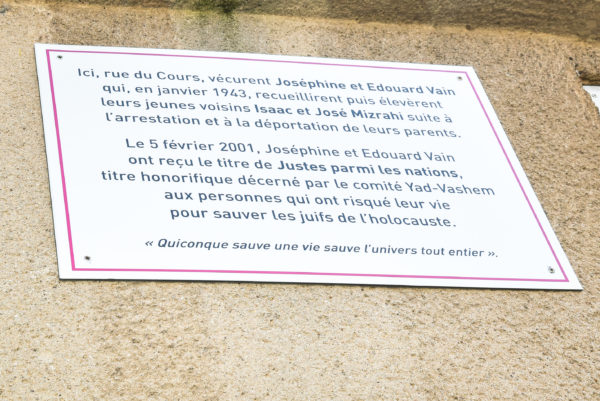 Ici, rue du Cours, vécurent Joséphine et Edouard Vain
qui, en janvier 1943, recueillirent puis élevèrent
leurs jeunes voisins Isaac et José Mizrahi suite à
l'arrestation et à la déportation de leurs parents.
Le 5 février 2001, Joséphine et Edouard Vain
ont reçu le titre de Justes parmi les nations,
titre honorifique décerné par le comité Yad-Vashem
aux personnes qui ont risqué leur vie
pour sauver les juifs de l'holocauste.
« Quiconque sauve une vie sauve l'univers tout entier ».